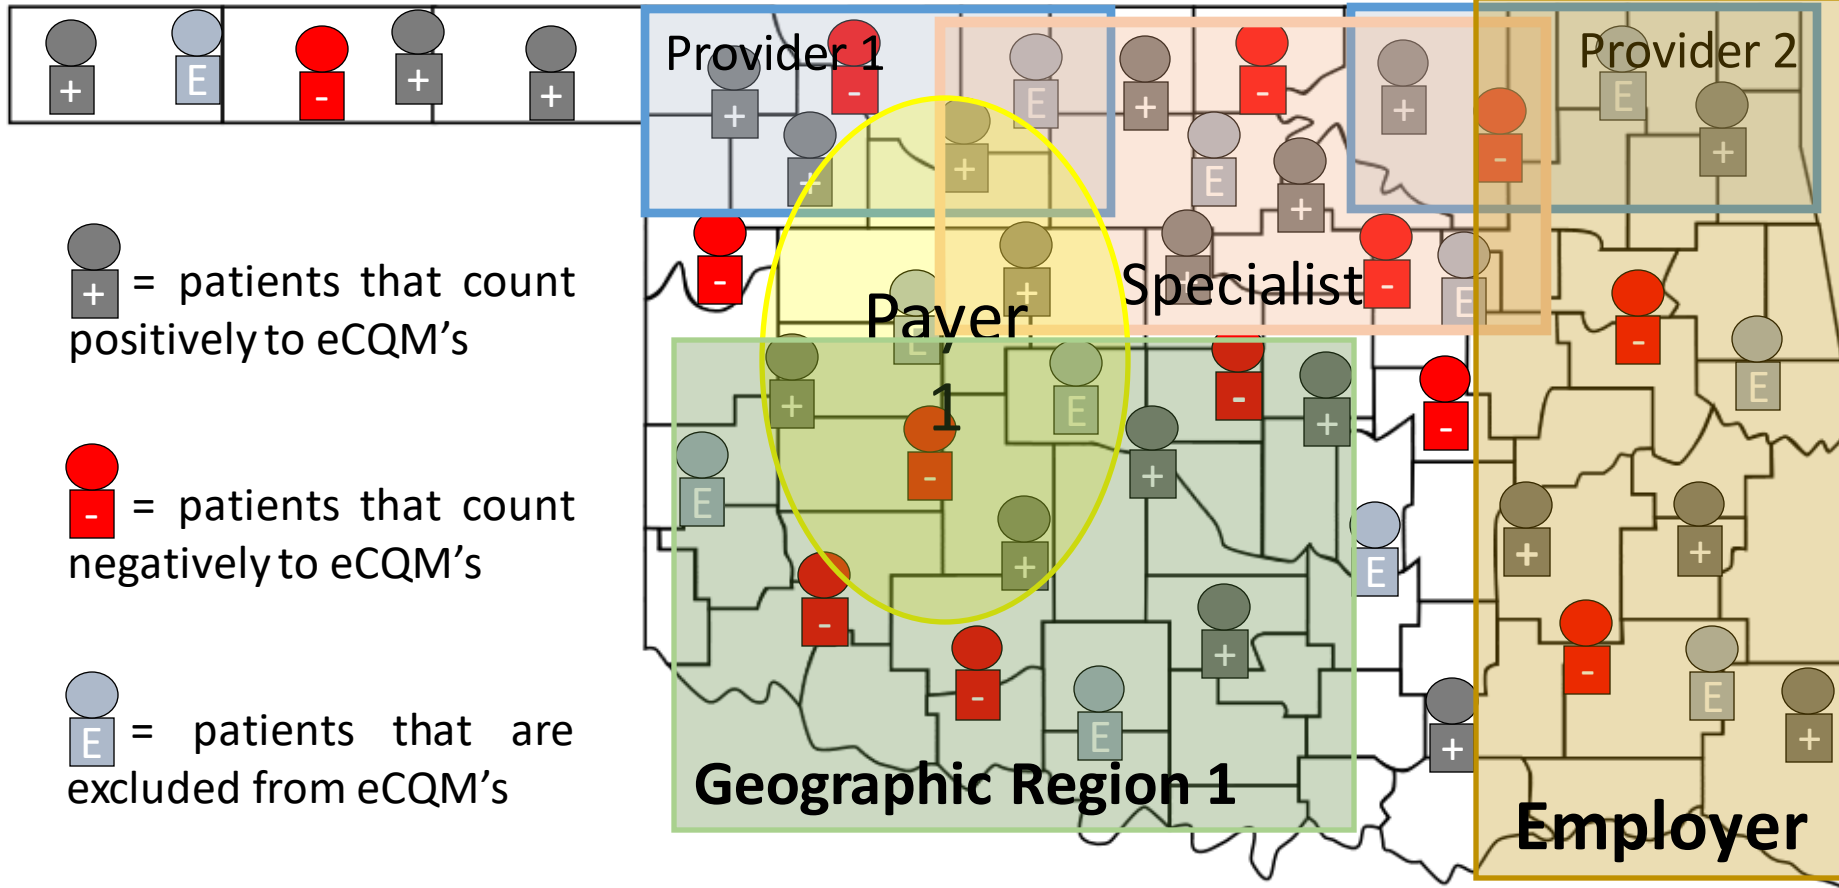 Provider 1
Provider 2
+ E - + +
+ - E + - + E
+ + - +
E +
= patients that count
positively to eCQM's
+
- + + - E
Specialist
Payer
1
E
- E
+ E - + -
= patients that count
negatively to eCQM's
-
E - + + +
+ E + +
- + -
- E +
= patients that are
excluded from eCQM's
E
E + +
Geographic Region 1
Employer